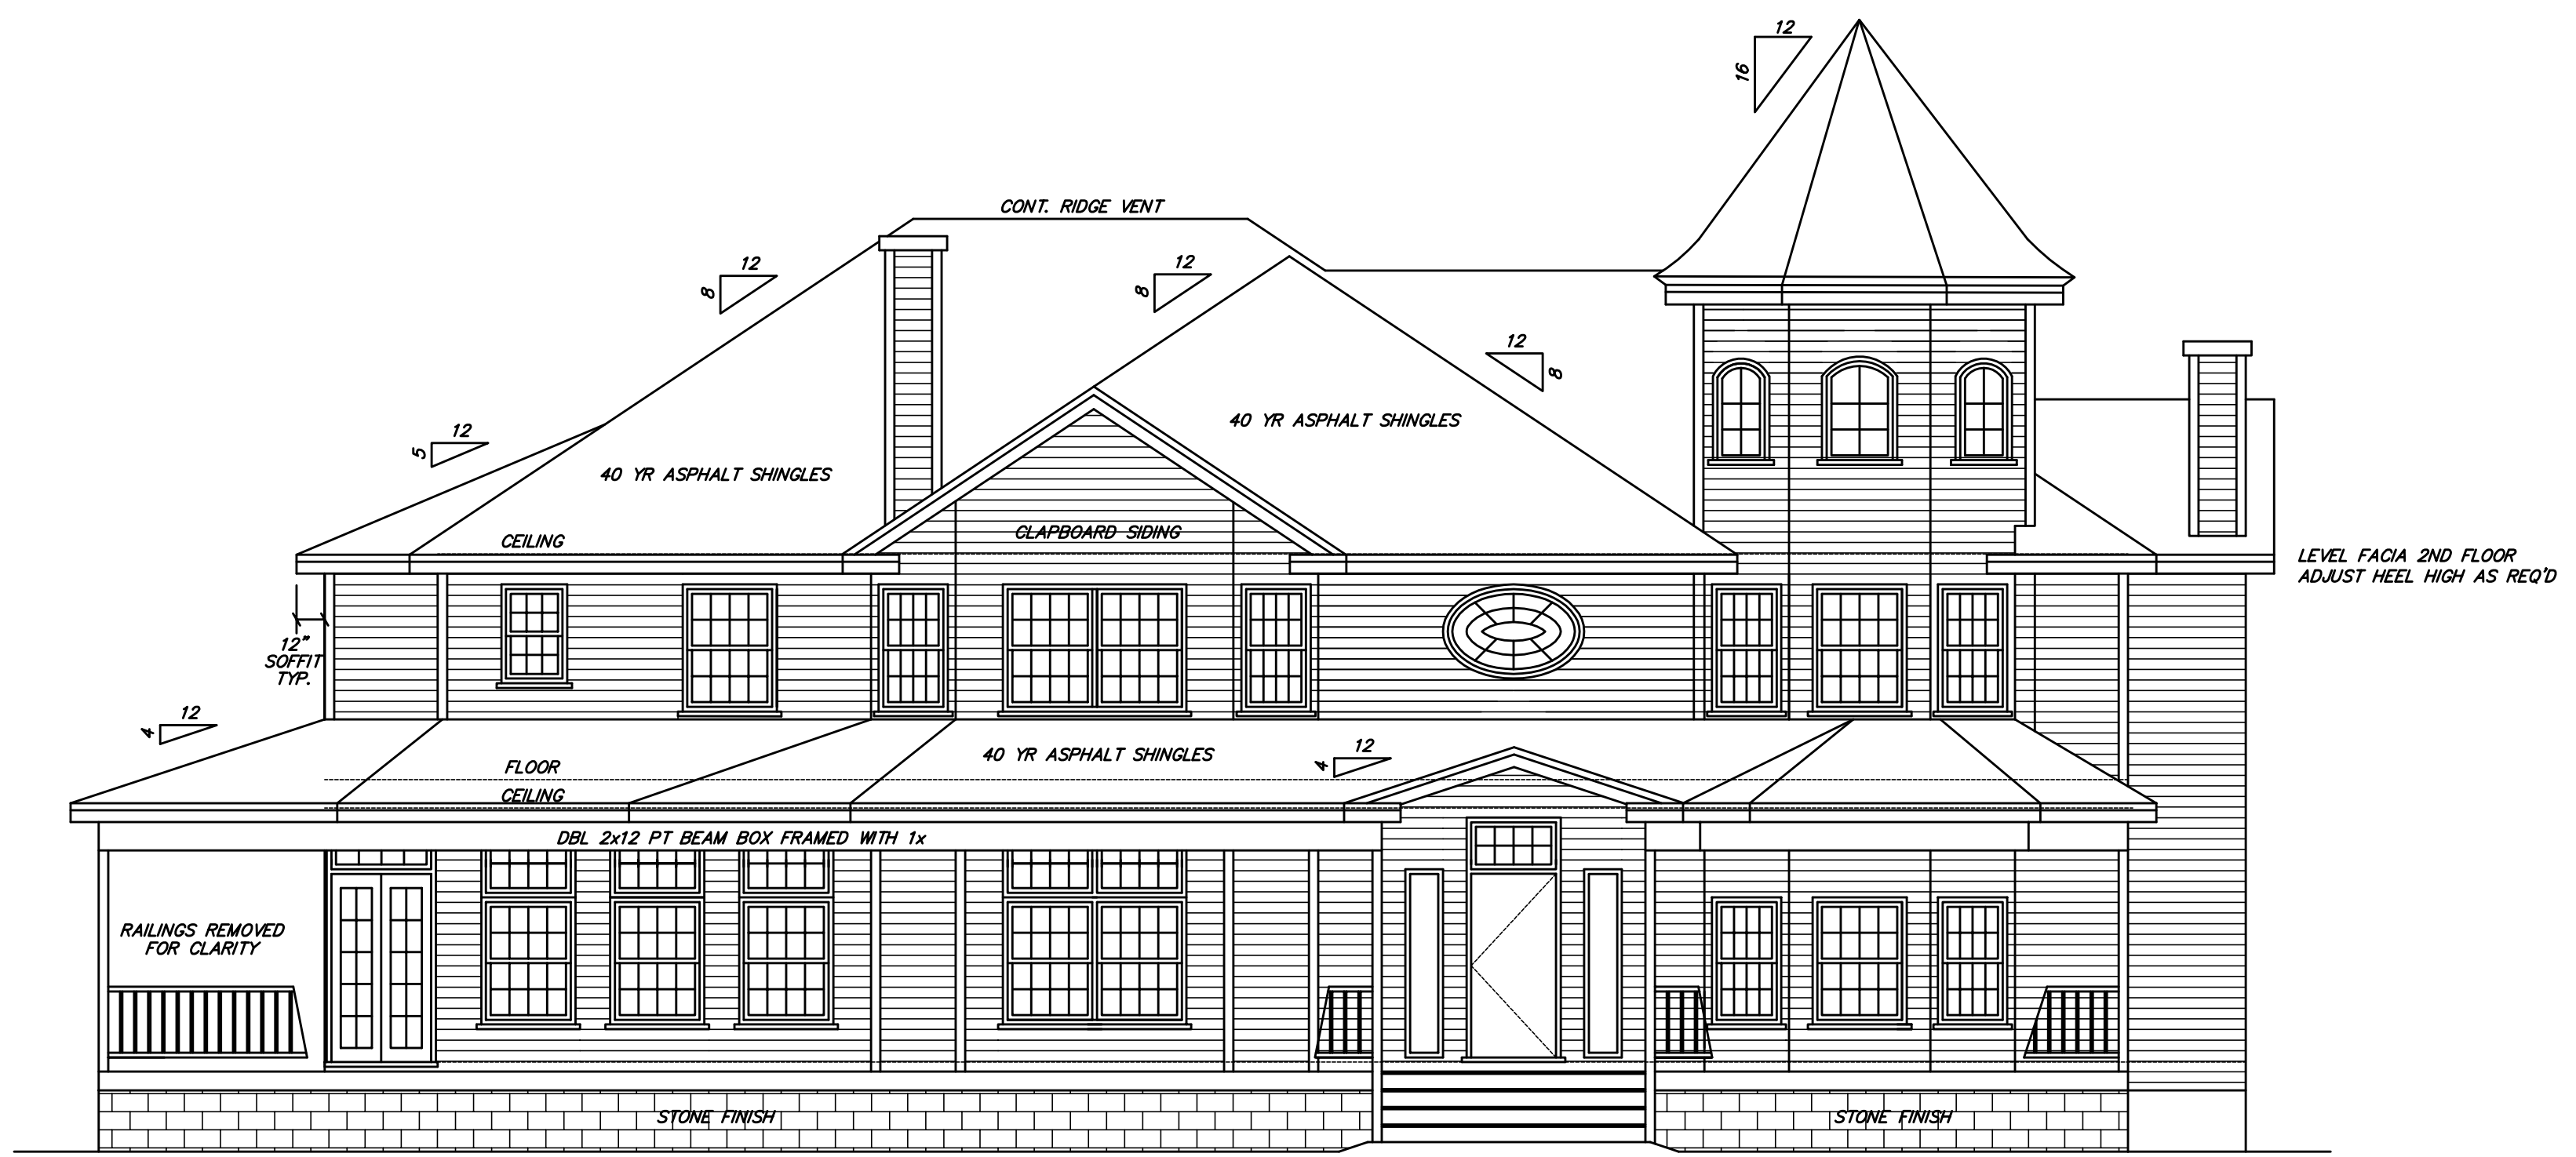 12
16
CONT. RIDGE VENT
12
8
12
8
12
8
12
5
40 YR ASPHALT SHINGLES
40 YR ASPHALT SHINGLES
CEILING
CLAPBOARD SIDING
LEVEL FACIA 2ND FLOOR
ADJUST HEEL HIGH AS REQ'D
12"
SOFFIT
TYP.
12
4
40 YR ASPHALT SHINGLES
12
4
FLOOR
CEILING
DBL 2x12 PT BEAM BOX FRAMED WITH 1x
RAILINGS REMOVED
FOR CLARITY
STONE FINISH
STONE FINISH